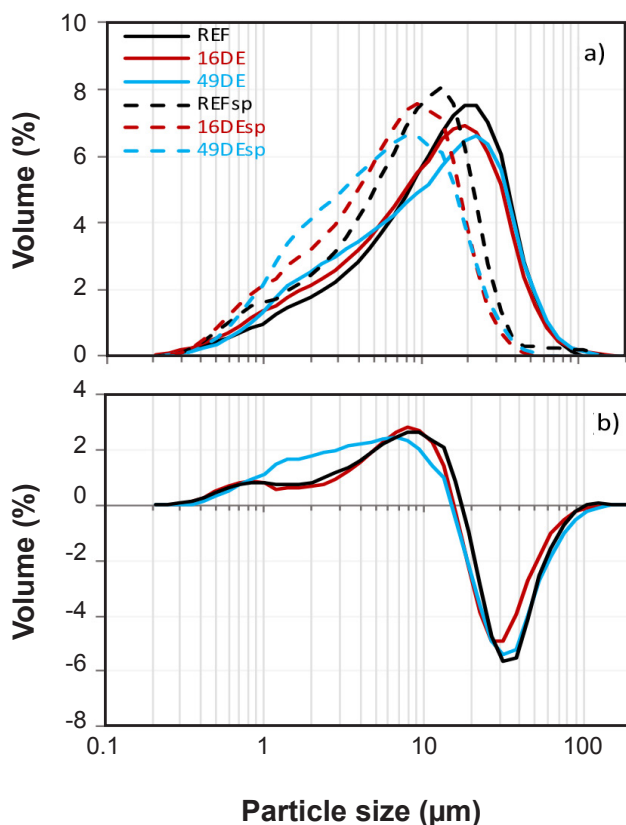 10
8
6
4
2
0
Volume (%)
REF
16DE
49DE
REFsp
16DEsp
49DEsp
a)
4
2
0
-2
-4
-6
-8
Volume (%)
b)
0.1 1 10 100
Particle size (µm)